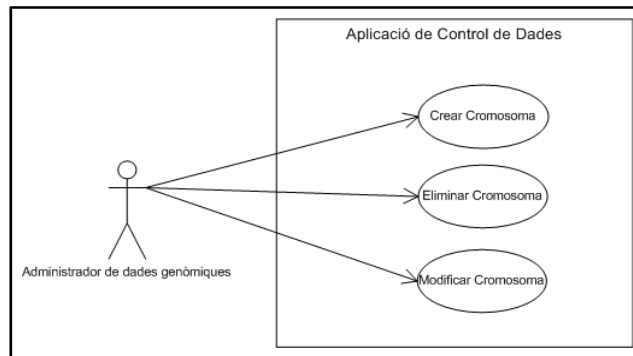 Aplicació de Control de Dades
Crear Cromosoma
Eliminar Cromosoma
Administrador de dades genòmiques
Modificar Cromosoma